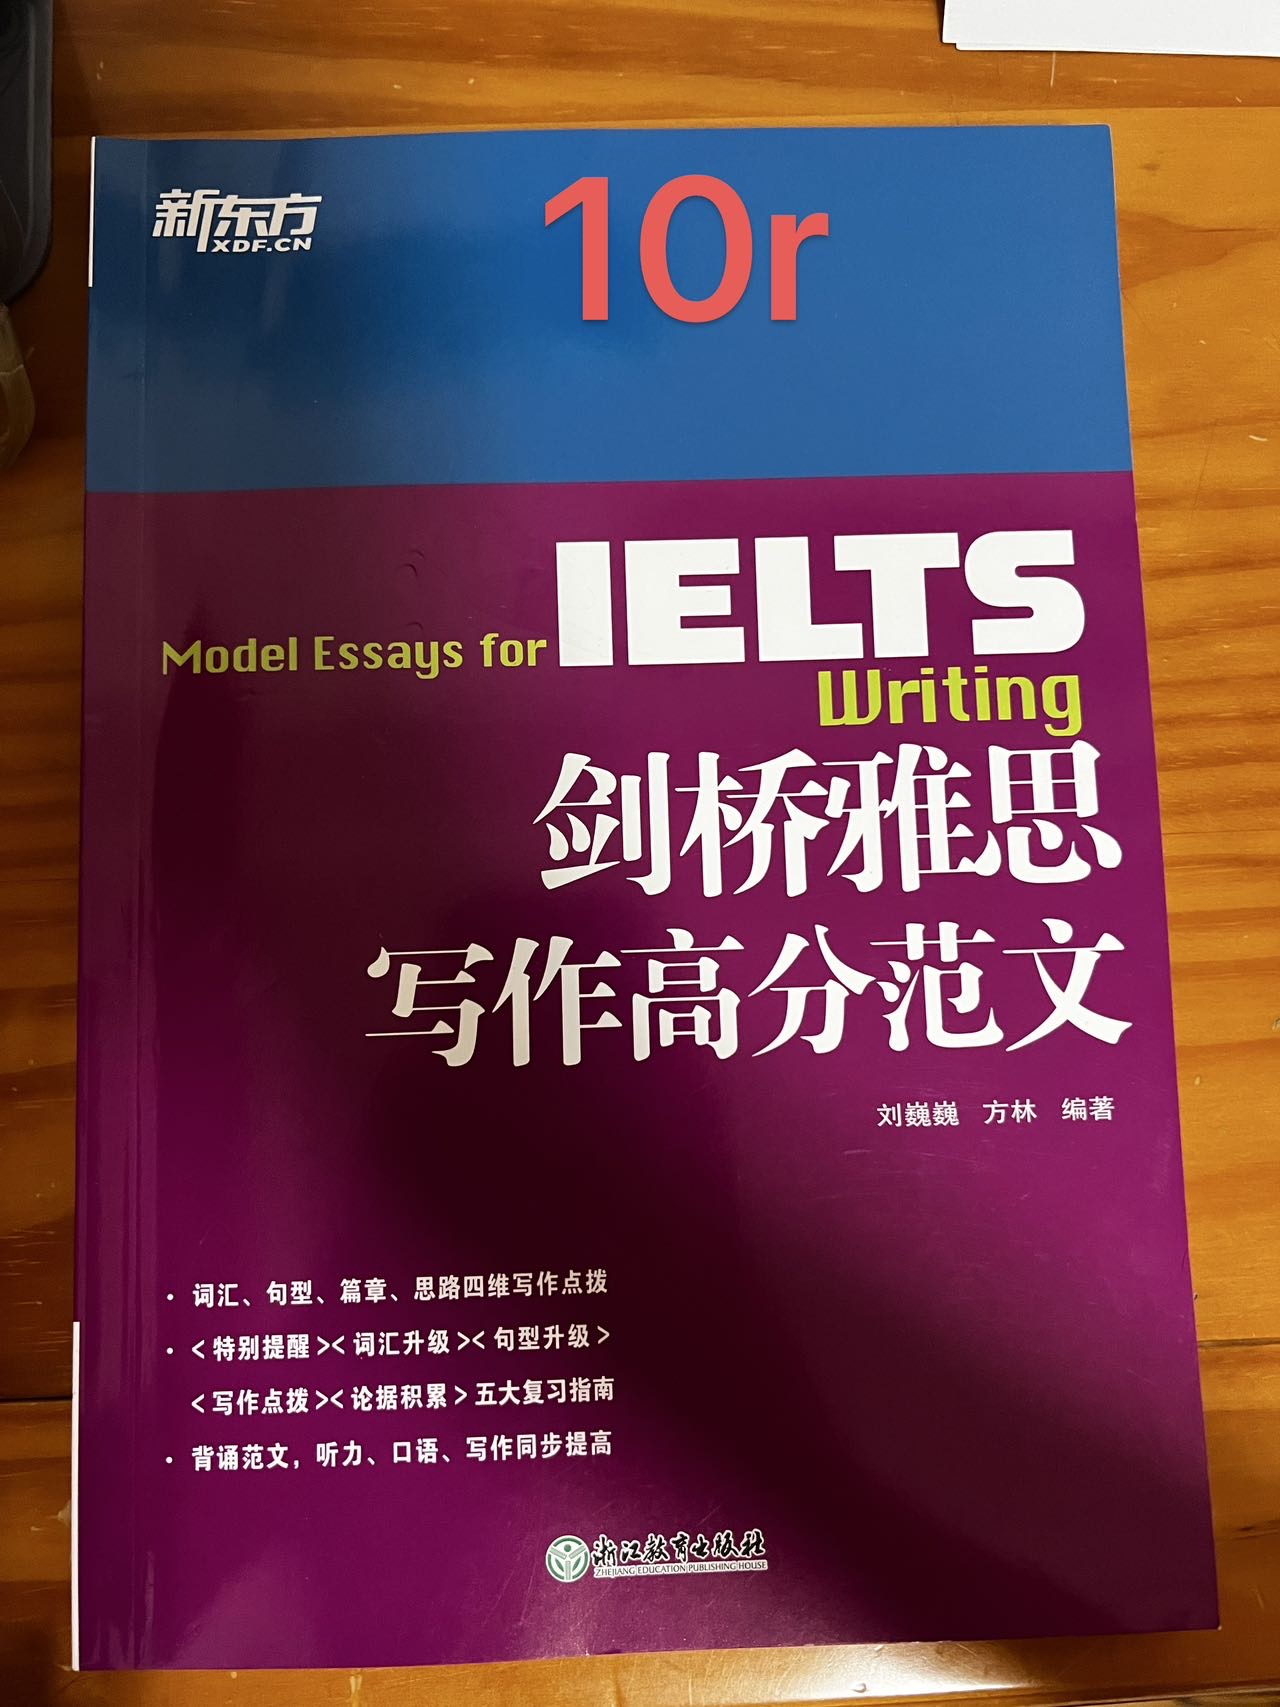 新东方
XDF.CN
10r
IELTS
Model Essays for
Writing
剑桥雅思
写作高分范文
刘巍巍 方林 编著
· 词汇、句型、篇章、思路四维写作点拨
· <特别提醒><词汇升级><句型升级>
<写作点拨><论据积累>五大复习指南
· 背诵范文，听力、口语、写作同步提高
浙江教育出版社
ZHEJIANG EDUCATION PUBLISHING HOUSE